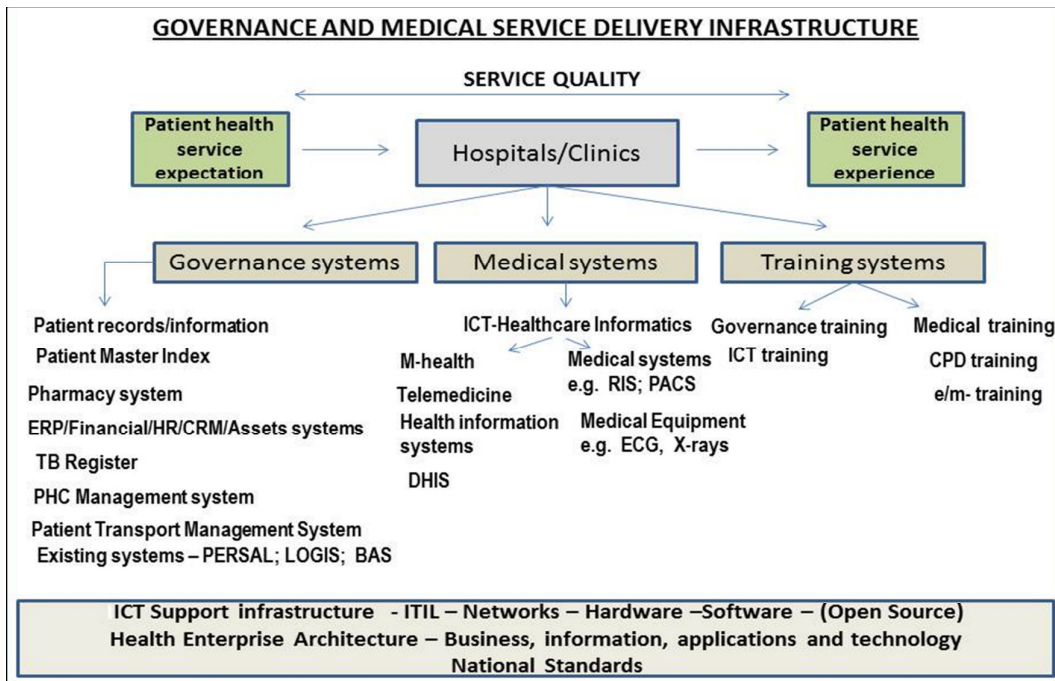 GOVERNANCE AND MEDICAL SERVICE DELIVERY INFRASTRUCTURE
SERVICE QUALITY
Patient health
service
expectation
Hospitals/Clinics
Patient health
service
experience
Governance systems
Medical systems
Training systems
Patient records/information
Patient Master Index
Pharmacy system
ERP/Financial/HR/CRM/Assets systems
TB Register
PHC Management system
Patient Transport Management System
Existing systems – PERSAL; LOGIS; BAS
ICT-Healthcare Informatics
M-health
Telemedicine
Health information
systems
DHIS
Medical systems
e.g. RIS; PACS
Medical Equipment
e.g. ECG, X-rays
Governance training
ICT training
Medical training
CPD training
e/m- training
ICT Support infrastructure - ITIL – Networks – Hardware –Software – (Open Source)
Health Enterprise Architecture – Business, information, applications and technology
National Standards